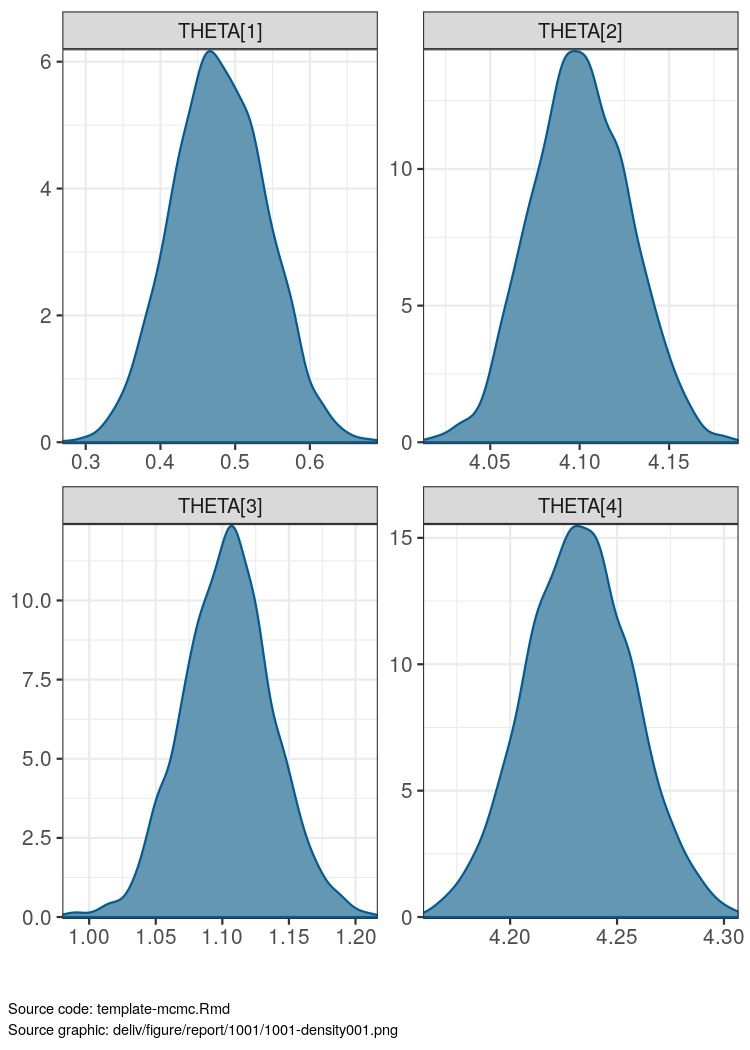 THETA[1]
THETA[2]
6
4
2
0
10
5
0
0.3 0.4 0.5 0.6
4.05 4.10 4.15
THETA[3]
THETA[4]
10.0
7.5
5.0
2.5
0.0
15
10
5
0
1.00 1.05 1.10 1.15 1.20
4.20 4.25 4.30
Source code: template-mcmc.Rmd
Source graphic: deliv/figure/report/1001/1001-density001.png